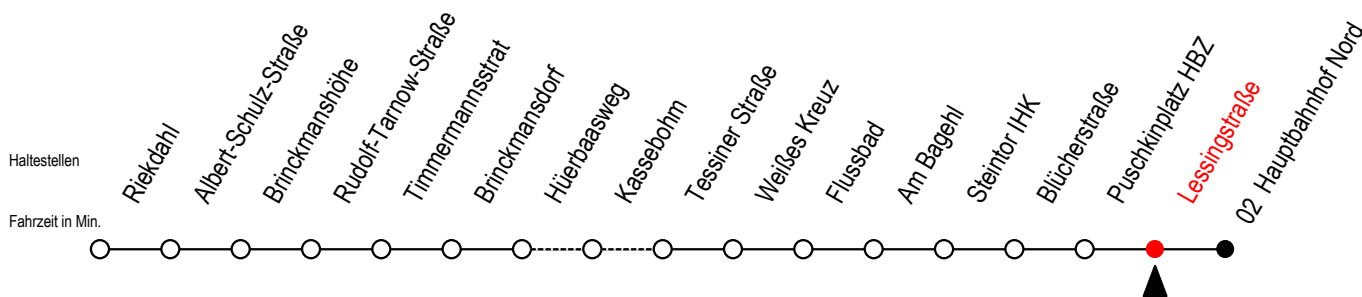 Haltestellen
Fahrzeit in Min.
Riekdahl
Albert-Schulz-Straße
Brinckmanshöhe
Rudolf-Tarnow-Straße
Timmermannsstrat
Brinckmansdorf
Hüerbaasweg
Kassebohm
Tessiner Straße
Weißes Kreuz
Flussbad
Am Bagehl
Steintor IHK
Blücherstraße
Puschkinplatz HBZ
Lessingstraße
02 Hauptbahnhof Nord